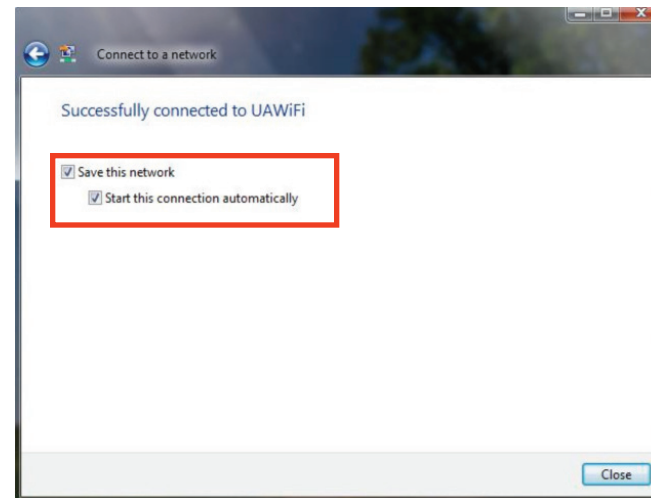 Connect to a network
Successfully connected to UAWiFi
Save this network
Start this connection automatically
Close